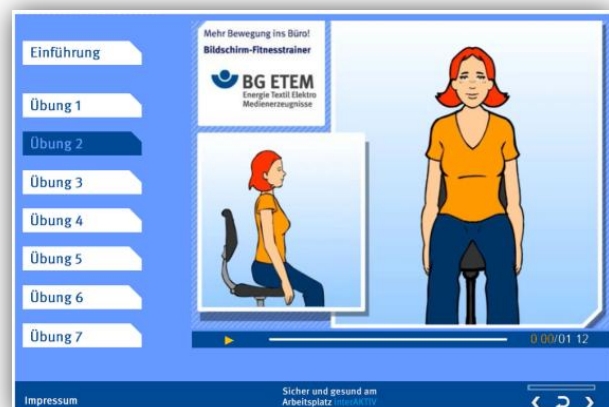 Einführung
Übung 1
Übung 2
Übung 3
Übung 4
Übung 5
Übung 6
Übung 7
Mehr Bewegung ins Büro!
Bildschirm-Fitnesstrainer
BG ETEM
Energie Textil Elektro
Medienerzeugnisse
0:00/01 12
Impressum
Sicher und gesund am
Arbeitsplatz interAKTIV